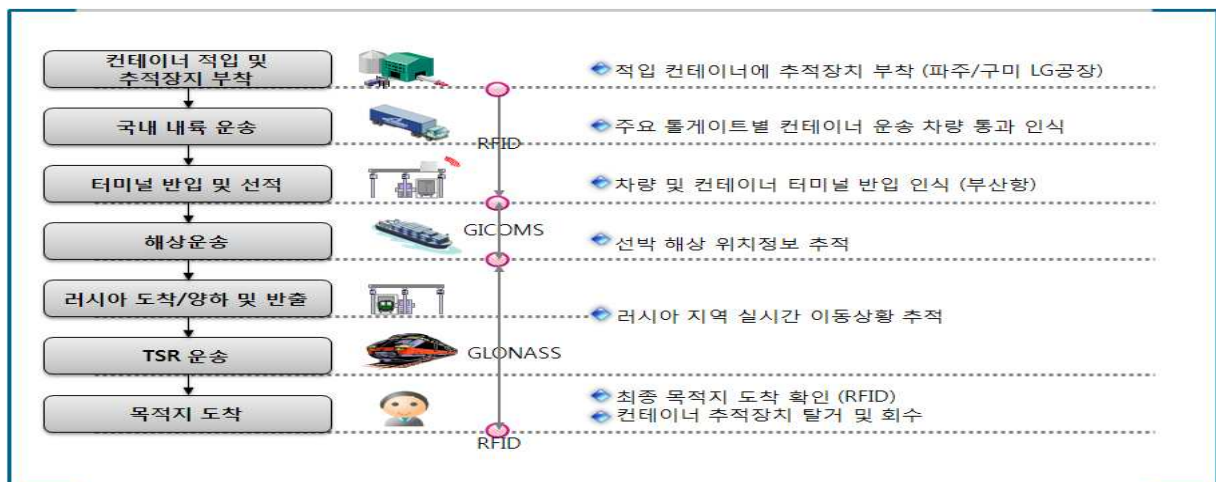 컨테이너 적입 및
추적장지 부착
적입 컨테이너에 추적장치 부착 (파주/구미 LG공장)
국내 내륙 운송
RFID
주요 톨게이트별 컨테이너 운송 차량 통과 인식
터미널 반입 및 선적
차량 및 컨테이너 터미널 반입 인식 (부산항)
해상운송
GICOMS
선박 해상 위치정보 추적
러시아 도착/양하 및 반출
러시아 지역 실시간 이동상황 추적
TSR 운송
GLONASS
목적지 도착
최종 목적지 도착 확인 (RFID)
컨테이너 추적장치 탈거 및 회수
RFID